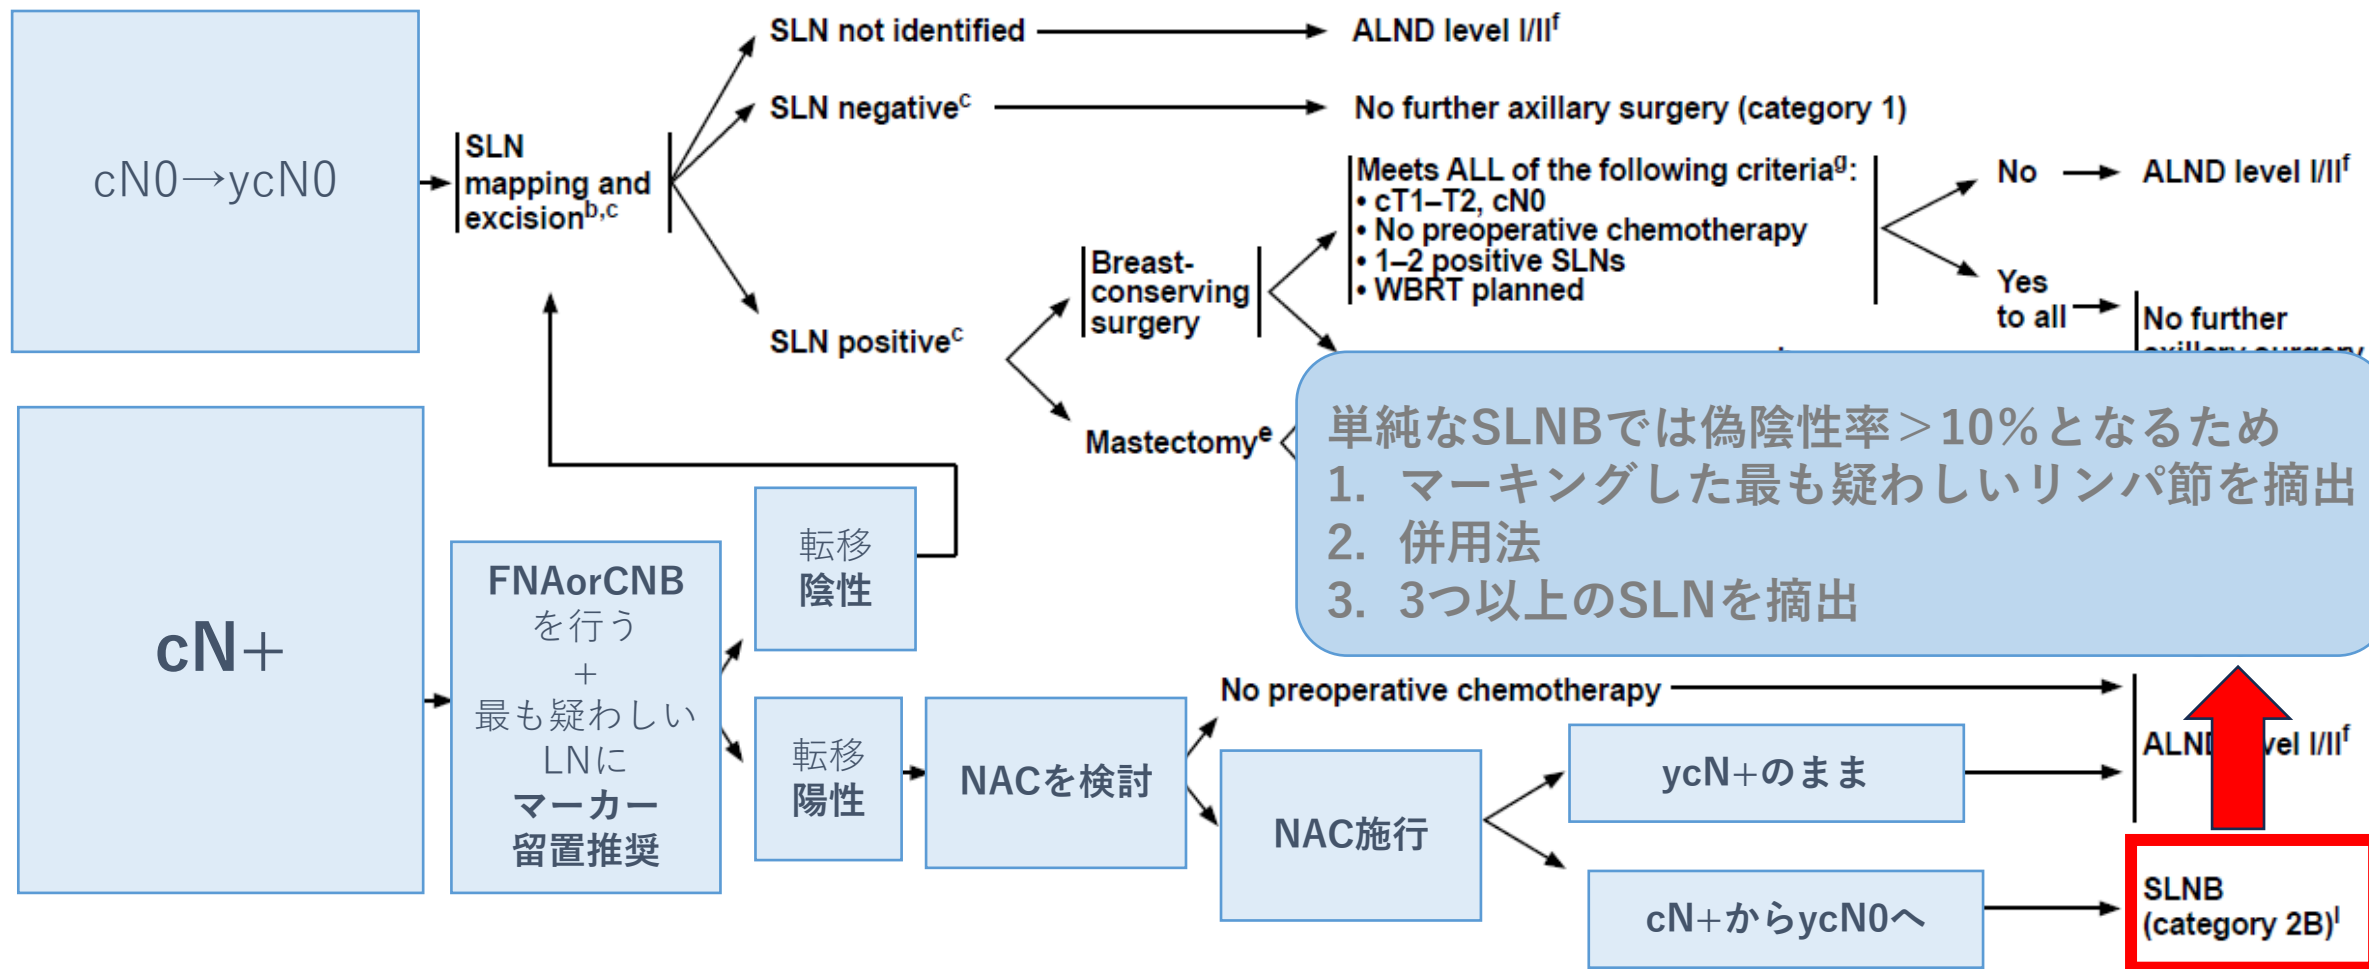 cN0→ycN0
SLN
mapping and
excisionb,c
SLN not identified
ALND level I/IIf
SLN negativec
No further axillary surgery (category 1)
SLN positivec
Breast-
conserving
surgery
Meets ALL of the following criteriag:
• cT1–T2, cN0
• No preoperative chemotherapy
• 1–2 positive SLNs
• WBRT planned
No
ALND level I/IIf
Yes
to all
No further
axillary surgery
Mastectomye
単純なSLNBでは偽陰性率>10%となるため
1. マーキングした最も疑わしいリンパ節を摘出
2. 併用法
3. 3つ以上のSLNを摘出
cN+
FNAorCNB
を行う
+
最も疑わしい
LNに
マーカー
留置推奨
転移
陰性
転移
陽性
NACを検討
No preoperative chemotherapy
NAC施行
ycN+のまま
cN+からycN0へ
ALND level I/IIf
SLNB
(category 2B)l